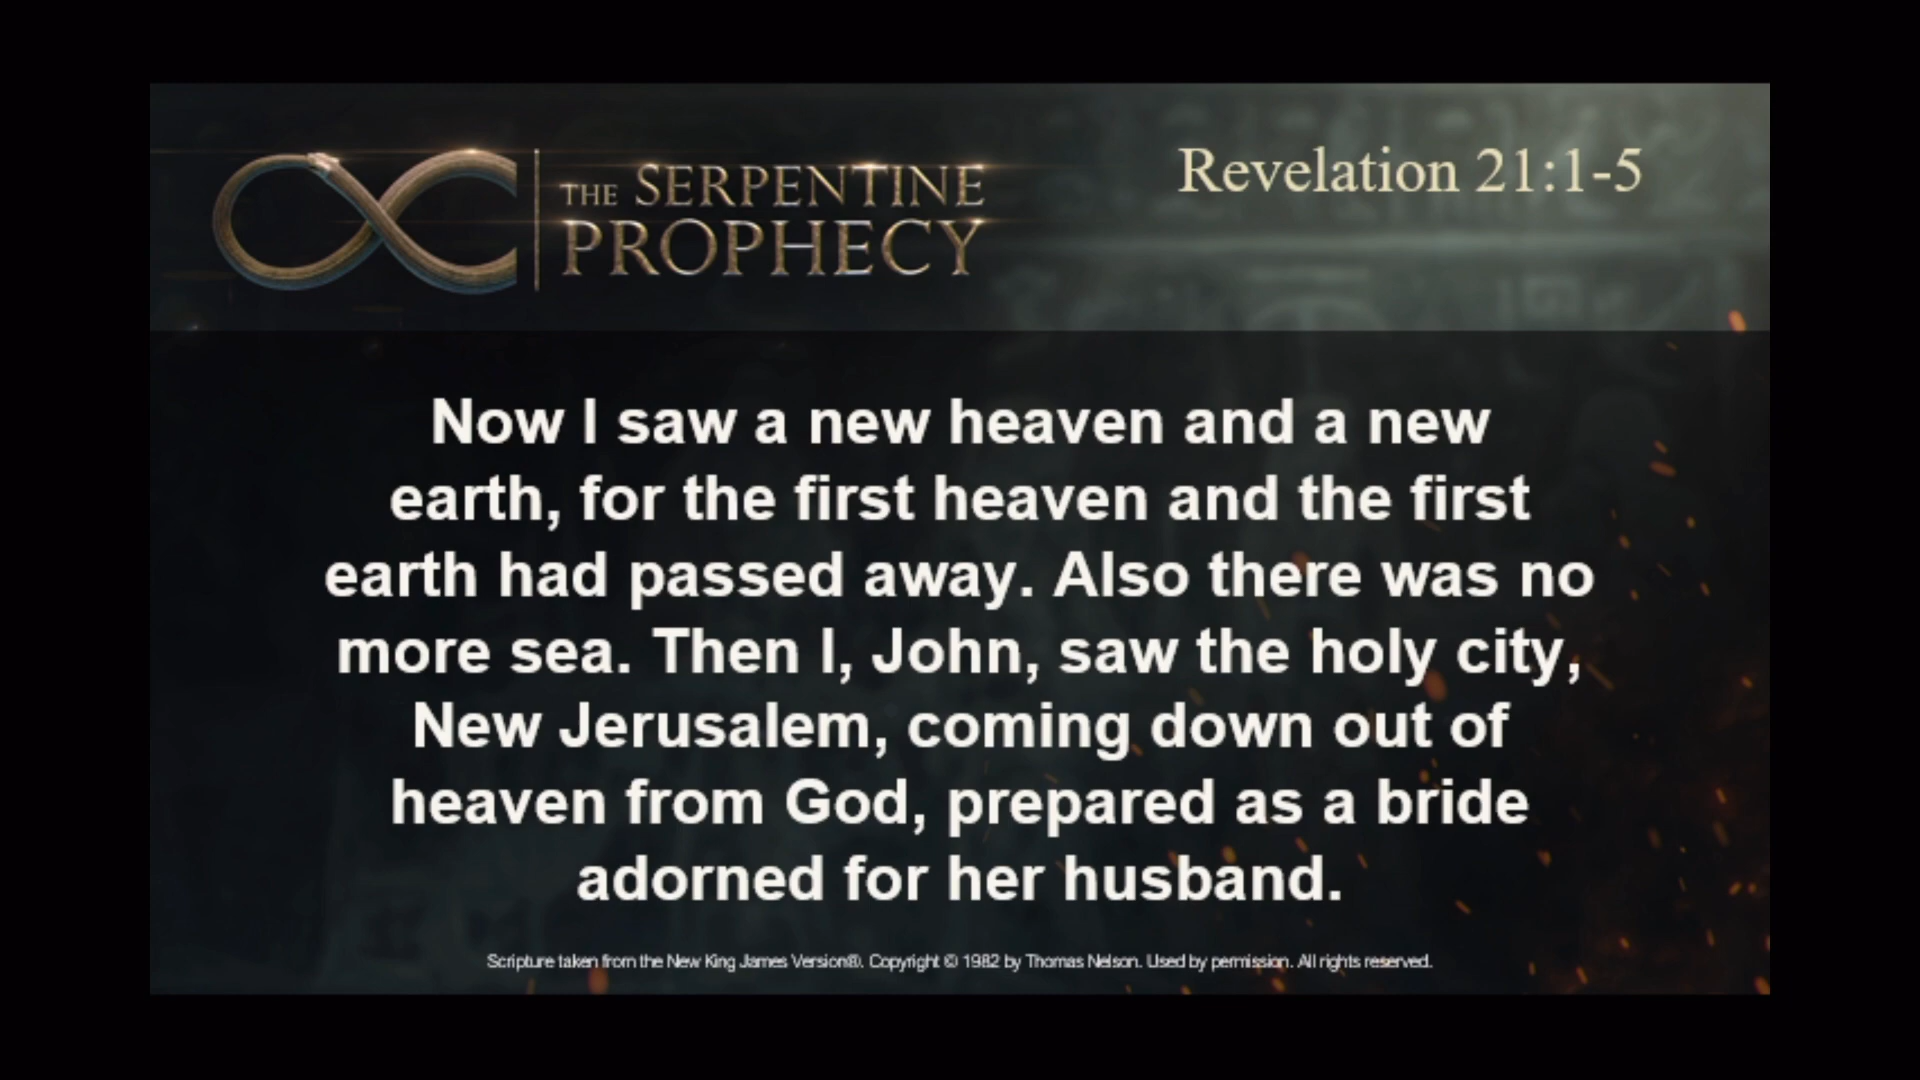 THE SERPENTINE
PROPHECY
Revelation 21:1-5
Now I saw a new heaven and a new
earth, for the first heaven and the first
earth had passed away. Also there was no
more sea. Then I, John, saw the holy city,
New Jerusalem, coming down out of
heaven from God, prepared as a bride
adorned for her husband.
Scripture taken from the New King James Version®. Copyright © 1982 by Thomas Nelson. Used by permission. All rights reserved.